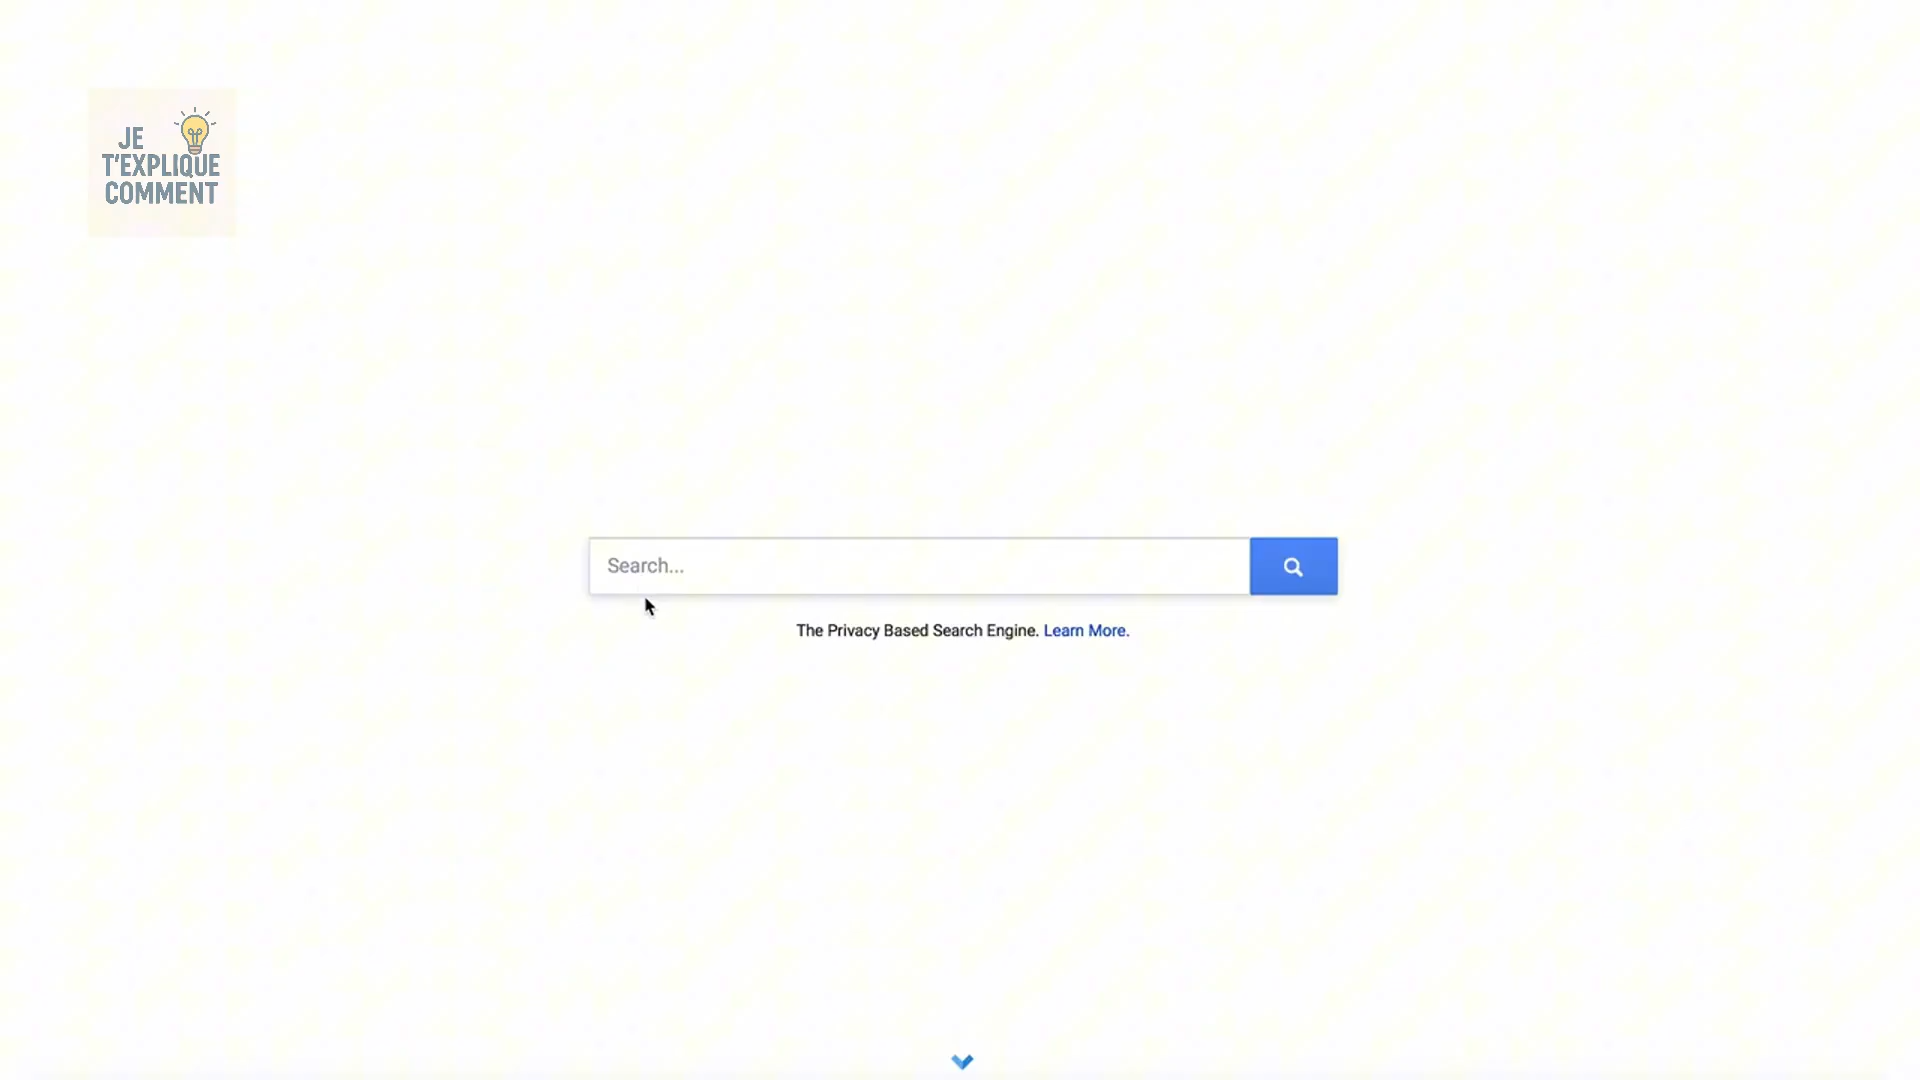 JE
T'EXPLIQUE
COMMENT
Search...
The Privacy Based Search Engine. Learn More.